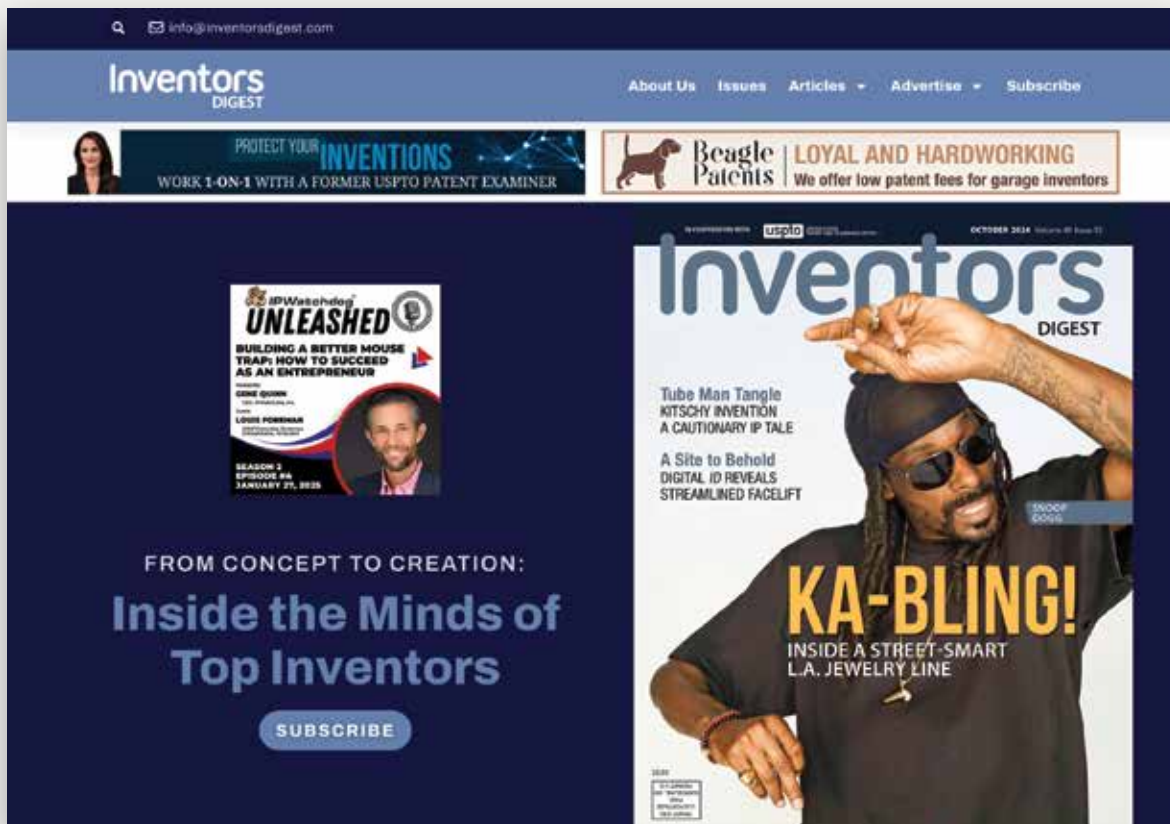 info@inventorsdigest.com
Inventors
DIGEST
About Us Issues Articles Advertise Subscribe
PROTECT YOUR INVENTIONS
WORK 1-ON-1 WITH A FORMER USPTO PATENT EXAMINER
Beagle
Patents
LOYAL AND HARDWORKING
We offer low patent fees for garage inventors
IPWatchdog
UNLEASHED
BUILDING A BETTER MOUSE
TRAP: HOW TO SUCCEED
AS AN ENTREPRENEUR
GENE QUINN
LOUIS FOREMAN
SEASON 2
EPISODE #4
JANUARY 27, 2025
FROM CONCEPT TO CREATION:
Inside the Minds of
Top Inventors
SUBSCRIBE
uspto
OCTOBER 2024
Inventors
DIGEST
Tube Man Tangle
KITSCHY INVENTION
A CAUTIONARY IP TALE
A Site to Behold
DIGITAL ID REVEALS
STREAMLINED FACELIFT
SNOOP
DOGG
KA-BLING!
INSIDE A STREET-SMART
L.A. JEWELRY LINE